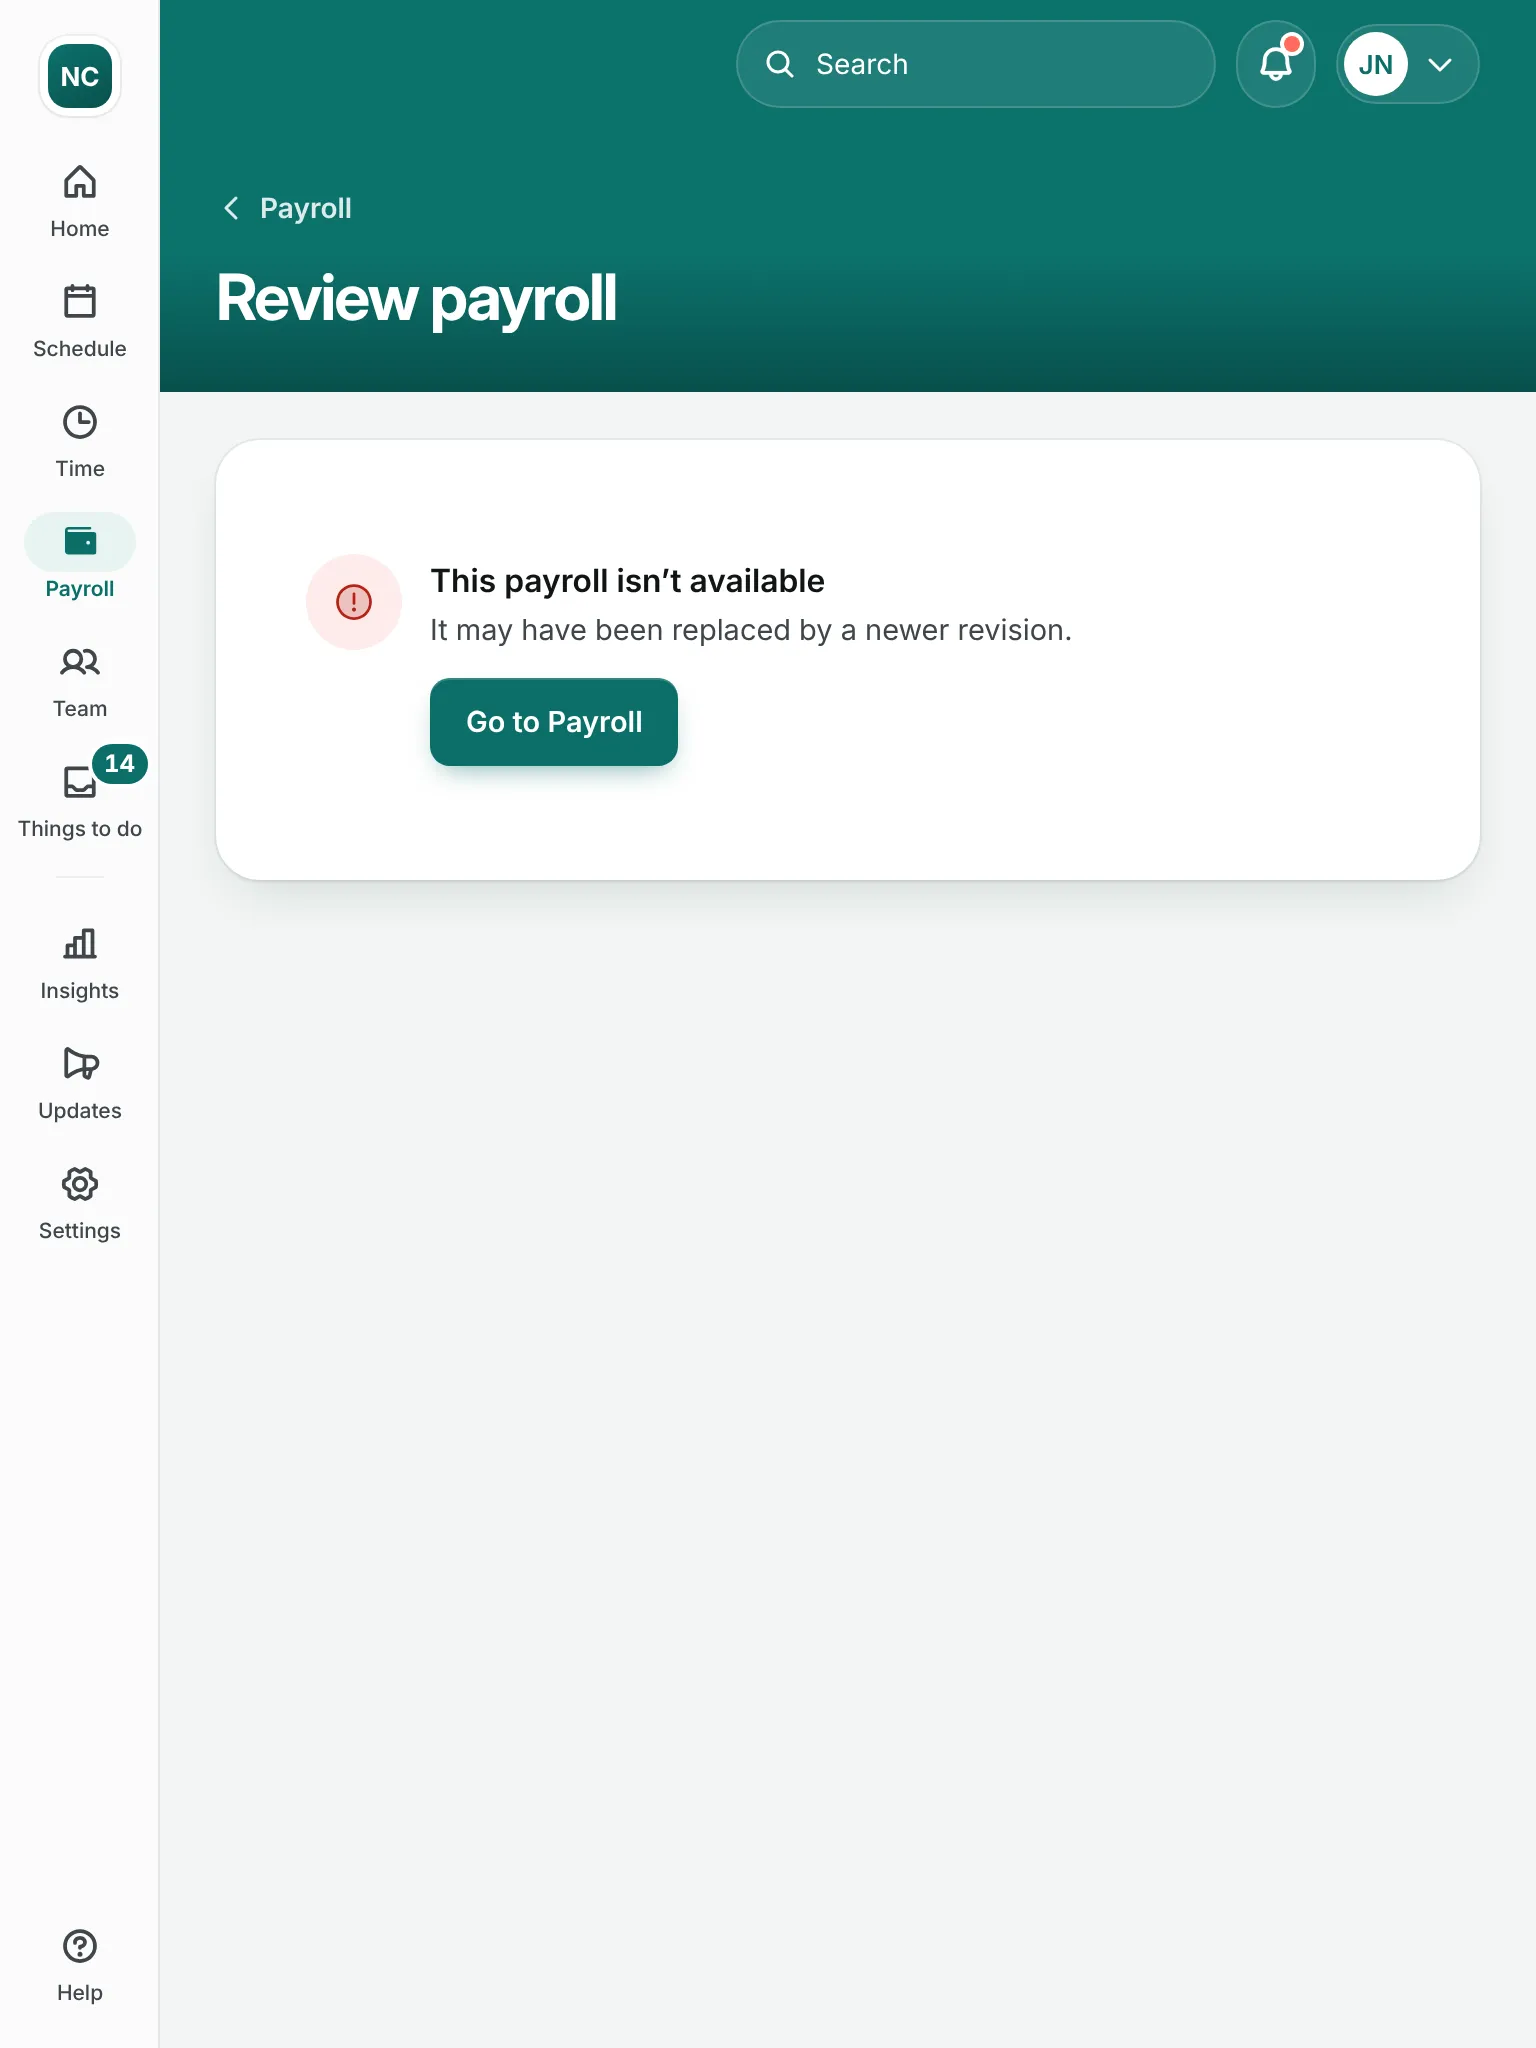 NC
Home
Schedule
Time
Payroll
Team
14
Things to do
Insights
Updates
Settings
Help
Search
JN
Payroll
Review payroll
This payroll isn’t available
It may have been replaced by a newer revision.
Go to Payroll